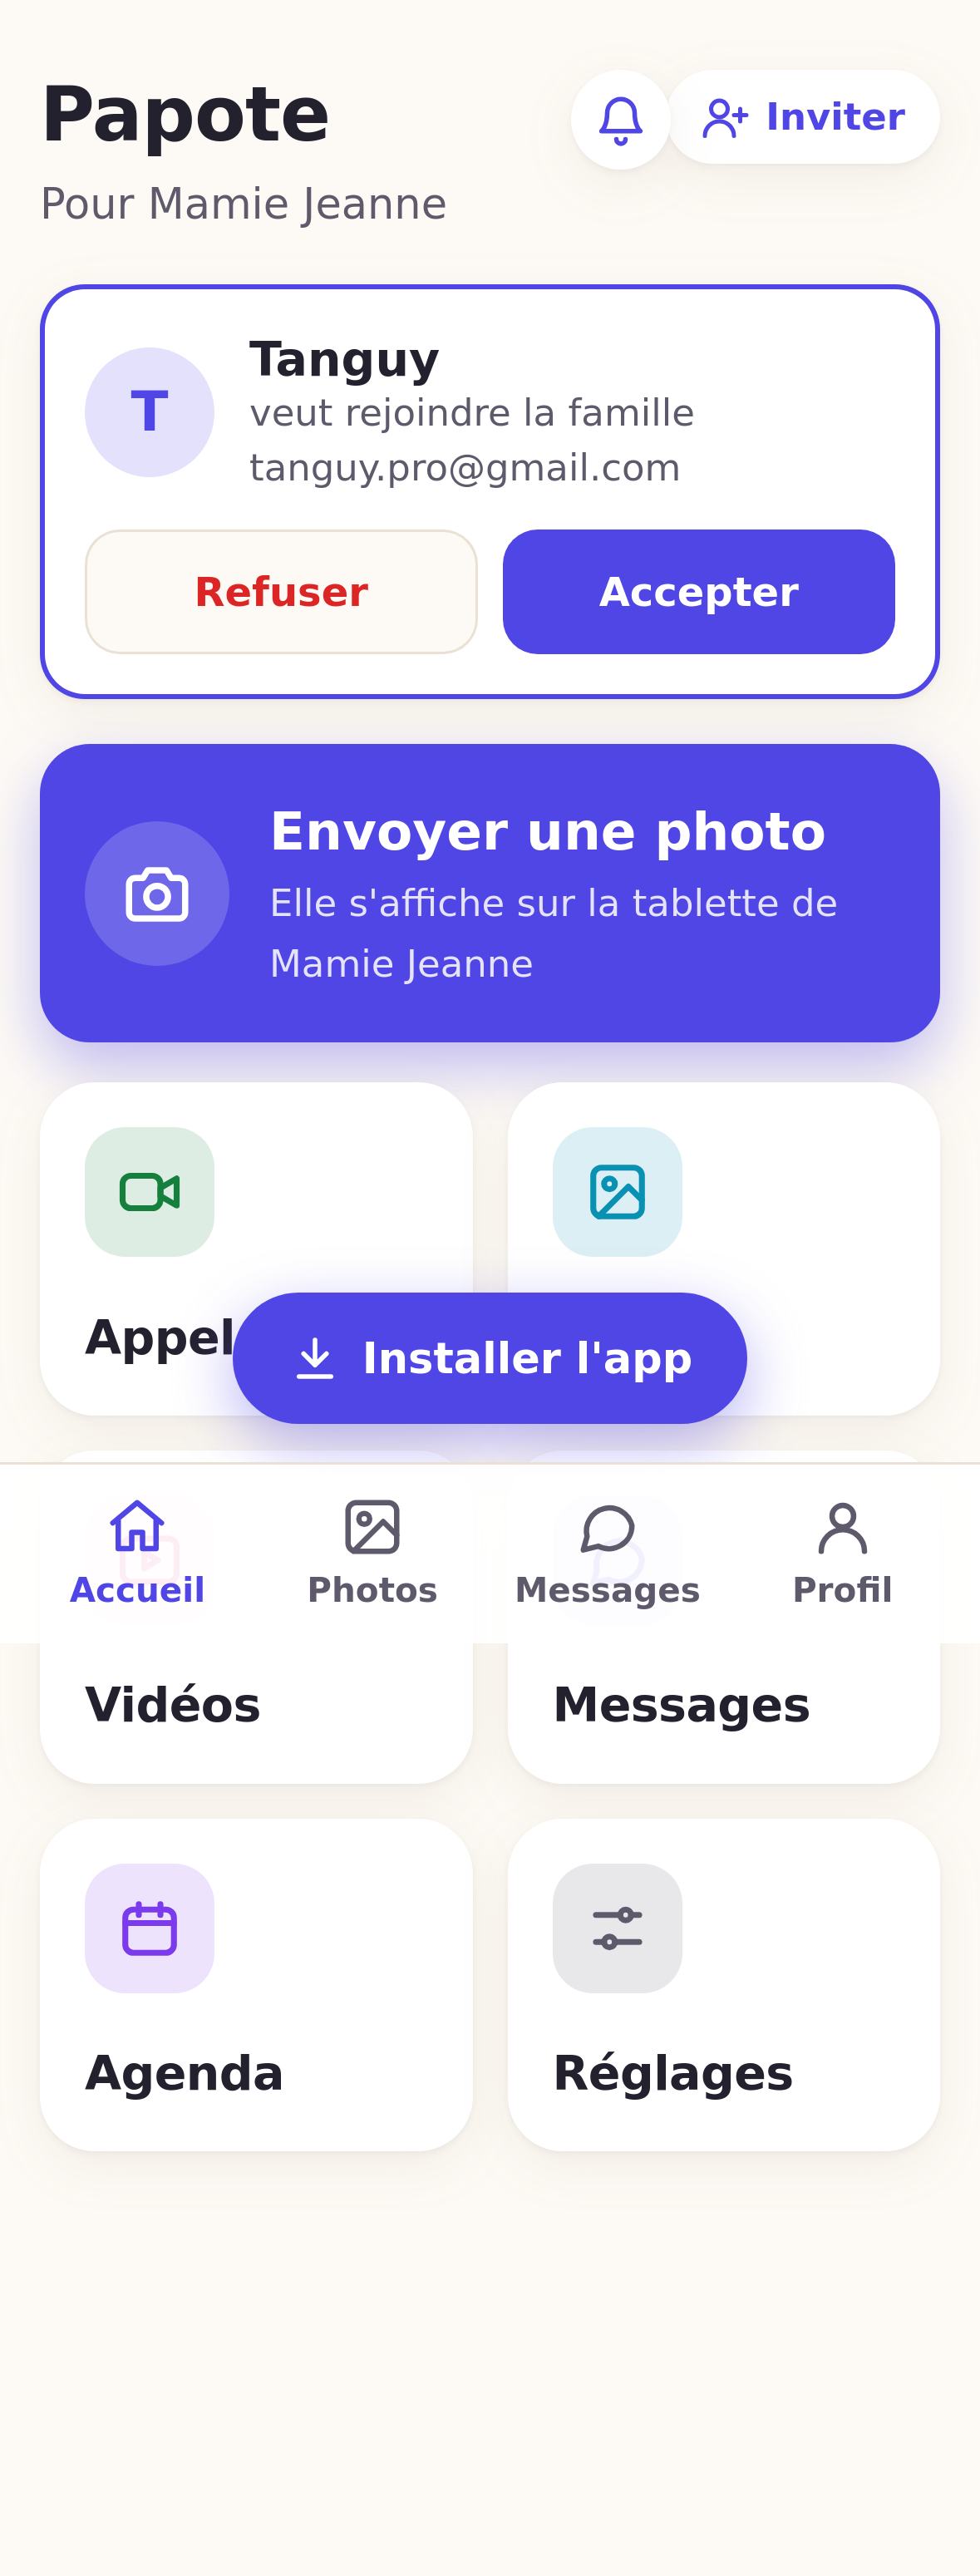 Papote
Inviter
Pour Mamie Jeanne
T
Tanguy
veut rejoindre la famille
tanguy.pro@gmail.com
Refuser
Accepter
Envoyer une photo
Elle s'affiche sur la tablette de
Mamie Jeanne
Appel
Installer l'app
Accueil
Photos
Messages
Profil
Vidéos
Messages
Agenda
Réglages